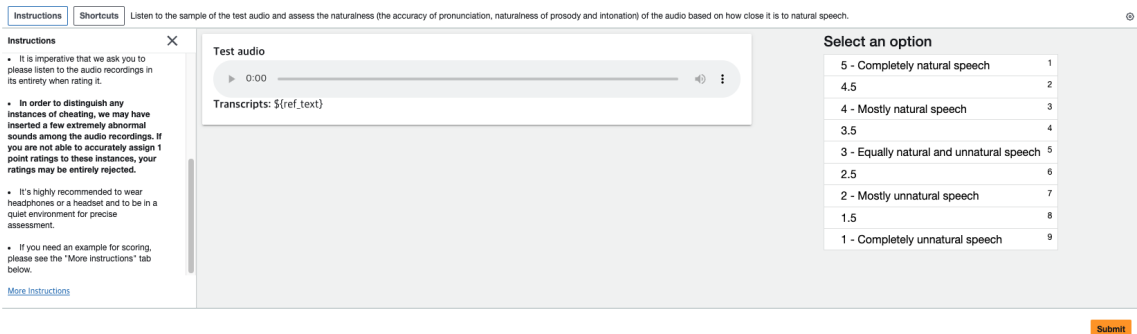 Instructions
Shortcuts
Listen to the sample of the test audio and assess the naturalness (the accuracy of pronunciation, naturalness of prosody and intonation) of the audio based on how close it is to natural speech.
Instructions
• It is imperative that we ask you to
please listen to the audio recordings in
its entirety when rating it.
• In order to distinguish any
instances of cheating, we may have
inserted a few extremely abnormal
sounds among the audio recordings. If
you are not able to accurately assign 1
point ratings to these instances, your
ratings may be entirely rejected.
• It's highly recommended to wear
headphones or a headset and to be in a
quiet environment for precise
assessment.
• If you need an example for scoring,
please see the "More instructions" tab
below.
More Instructions
Test audio
0:00
Transcripts: ${ref_text}
Select an option
5 - Completely natural speech 1
4.5 2
4 - Mostly natural speech 3
3.5 4
3 - Equally natural and unnatural speech 5
2.5 6
2 - Mostly unnatural speech 7
1.5 8
1 - Completely unnatural speech 9
Submit